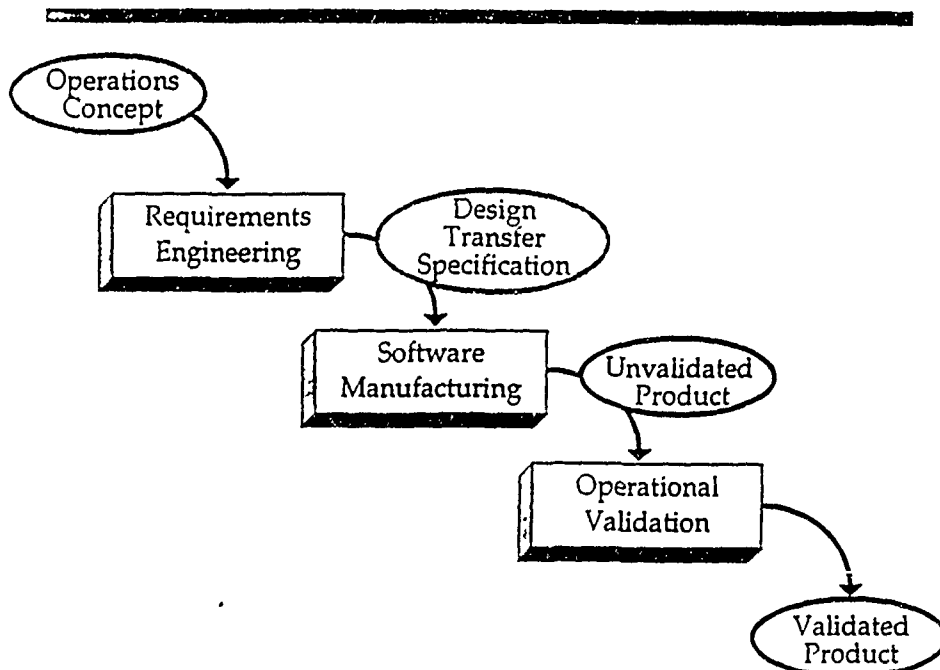 Operations
Concept
Requirements
Engineering
Design
Transfer
Specification
Software
Manufacturing
Unvalidated
Product
Operational
Validation
Validated
Product